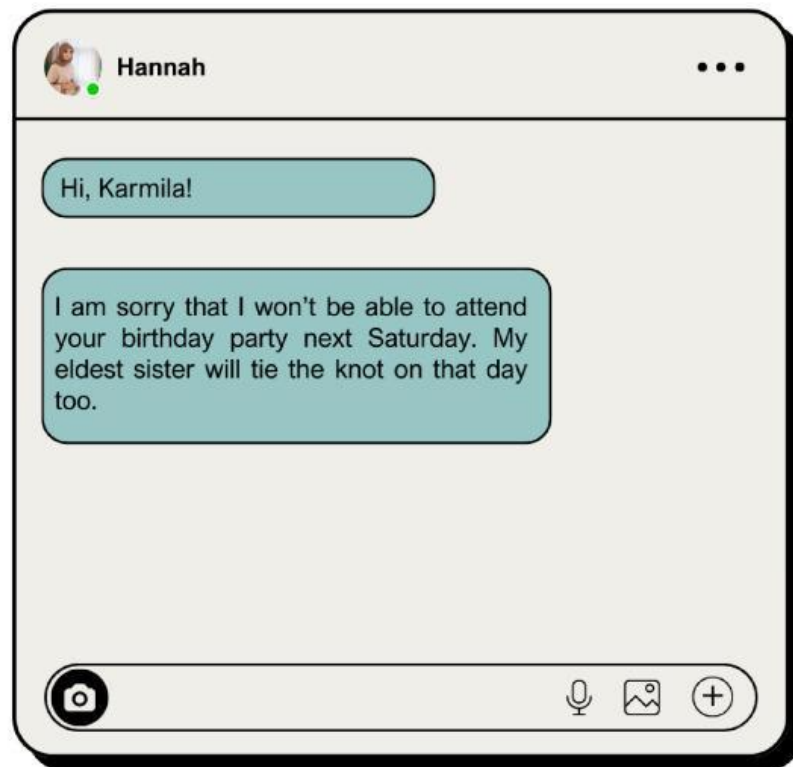 Hannah
Hi, Karmila!
I am sorry that I won't be able to attend
your birthday party next Saturday. My
eldest sister will tie the knot on that day
too.